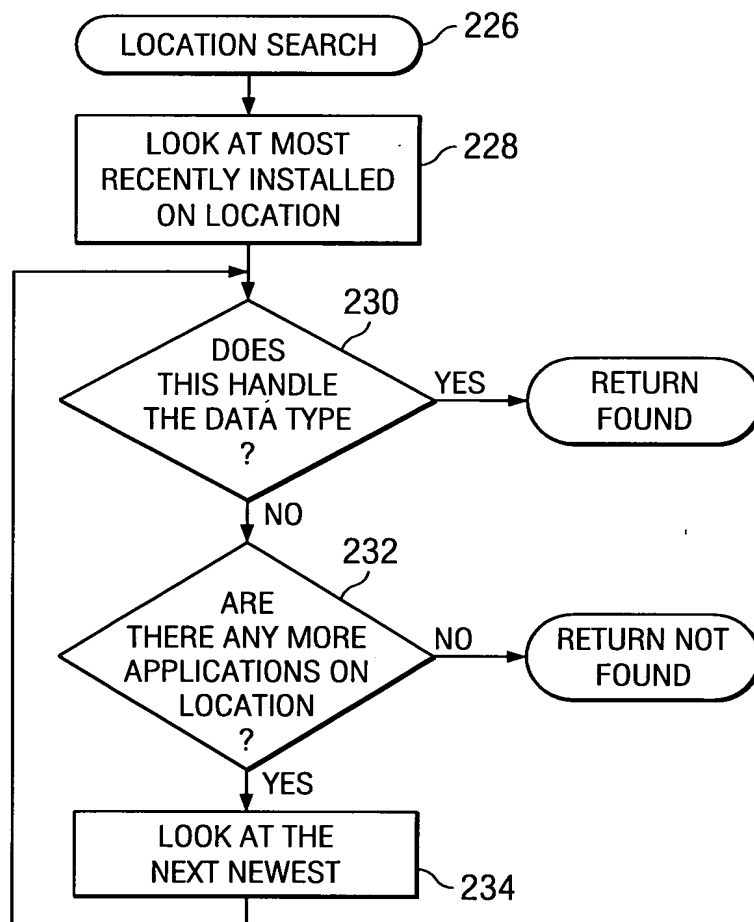 LOCATION SEARCH
226
LOOK AT MOST
RECENTLY INSTALLED
ON LOCATION
228
230
DOES
THIS HANDLE
THE DATA TYPE
?
YES
RETURN
FOUND
NO
232
ARE
THERE ANY MORE
APPLICATIONS ON
LOCATION
?
NO
RETURN NOT
FOUND
YES
LOOK AT THE
NEXT NEWEST
234